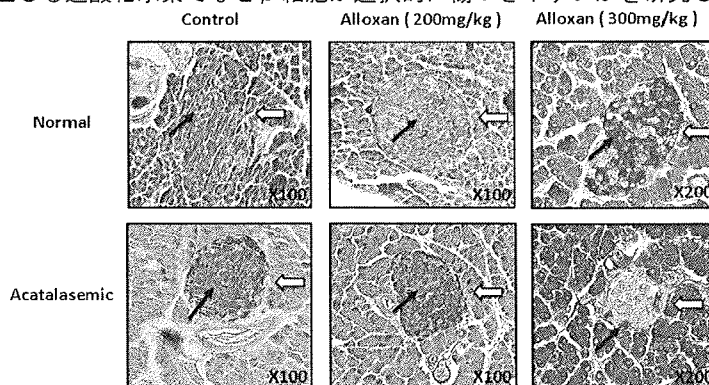 Control Alloxan ( 200mg/kg) Alloxan ( 300mg/kg)
Normal
X100 X100 X200
Acatalasemic
X100 X100 X200